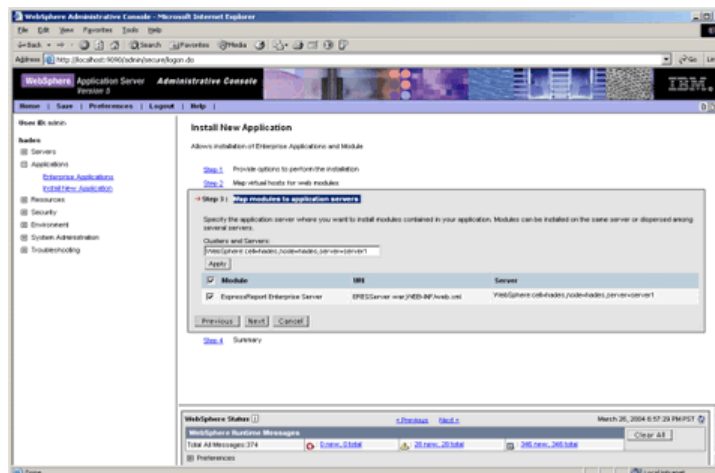 WebSphere Administrative Console - Microsoft Internet Explorer
File Edit View Favorites Tools Help
Back Search Favorites Media
Address http://localhost:9090/admin/secure/logon.do Go
WebSphere Application Server Administrative Console
Version 5
IBM.
Home | Save | Preferences | Logout | Help |
User ID: admin
hades
Servers
Applications
Enterprise Applications
Install New Application
Resources
Security
Environment
System Administration
Troubleshooting
Install New Application
Allows installation of Enterprise Applications and Module
Step 1 Provide options to perform the installation
Step 2 Map virtual hosts for web modules
Step 3 : Map modules to application servers
Specify the application server where you want to install modules contained in your application. Modules can be installed on the same server or dispersed among
several servers.
Clusters and Servers:
WebSphere:cell=hades,node=hades,server=server1
Apply
Module URI Server
ExpressReport Enterprise Server ERESServer.war,WEB-INF/web.xml WebSphere:cell=hades,node=hades,server=server1
Previous Next Cancel
Step 4 Summary
WebSphere Status < Previous Next > March 26, 2004 6:57:29 PM PST
WebSphere Runtime Messages Clear All
Total All Messages:374 0 new, 0 total 28 new, 28 total 346 new, 346 total
Preferences
Done Local intranet